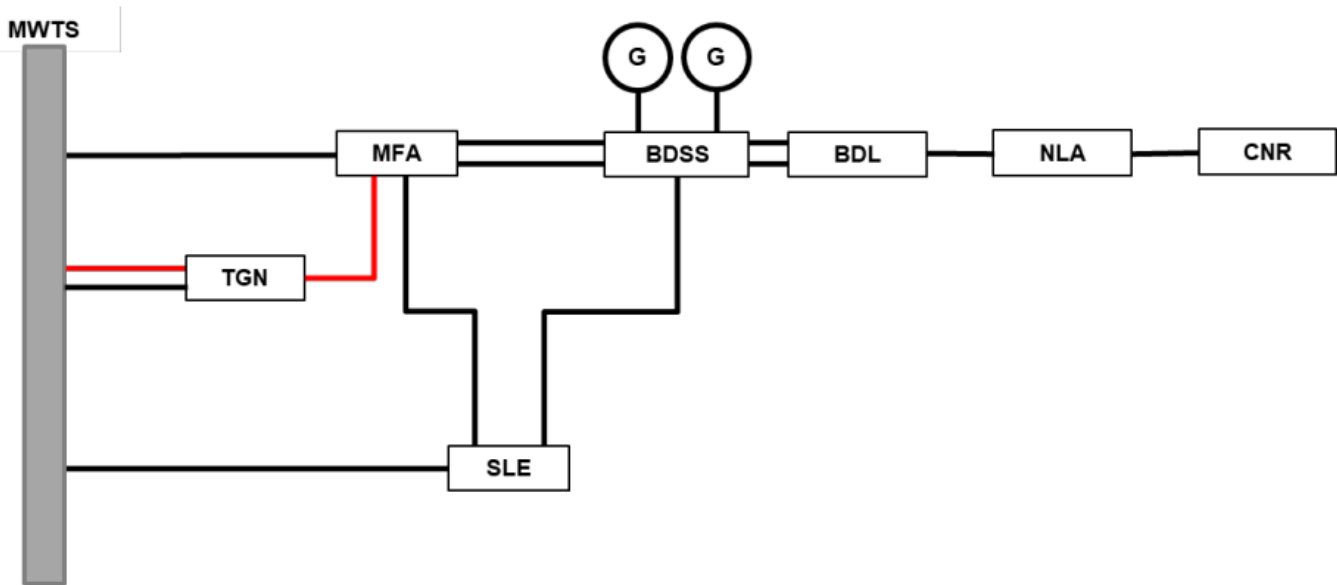 MWTS
G G
MFA BDSS BDL NLA CNR
TGN
SLE